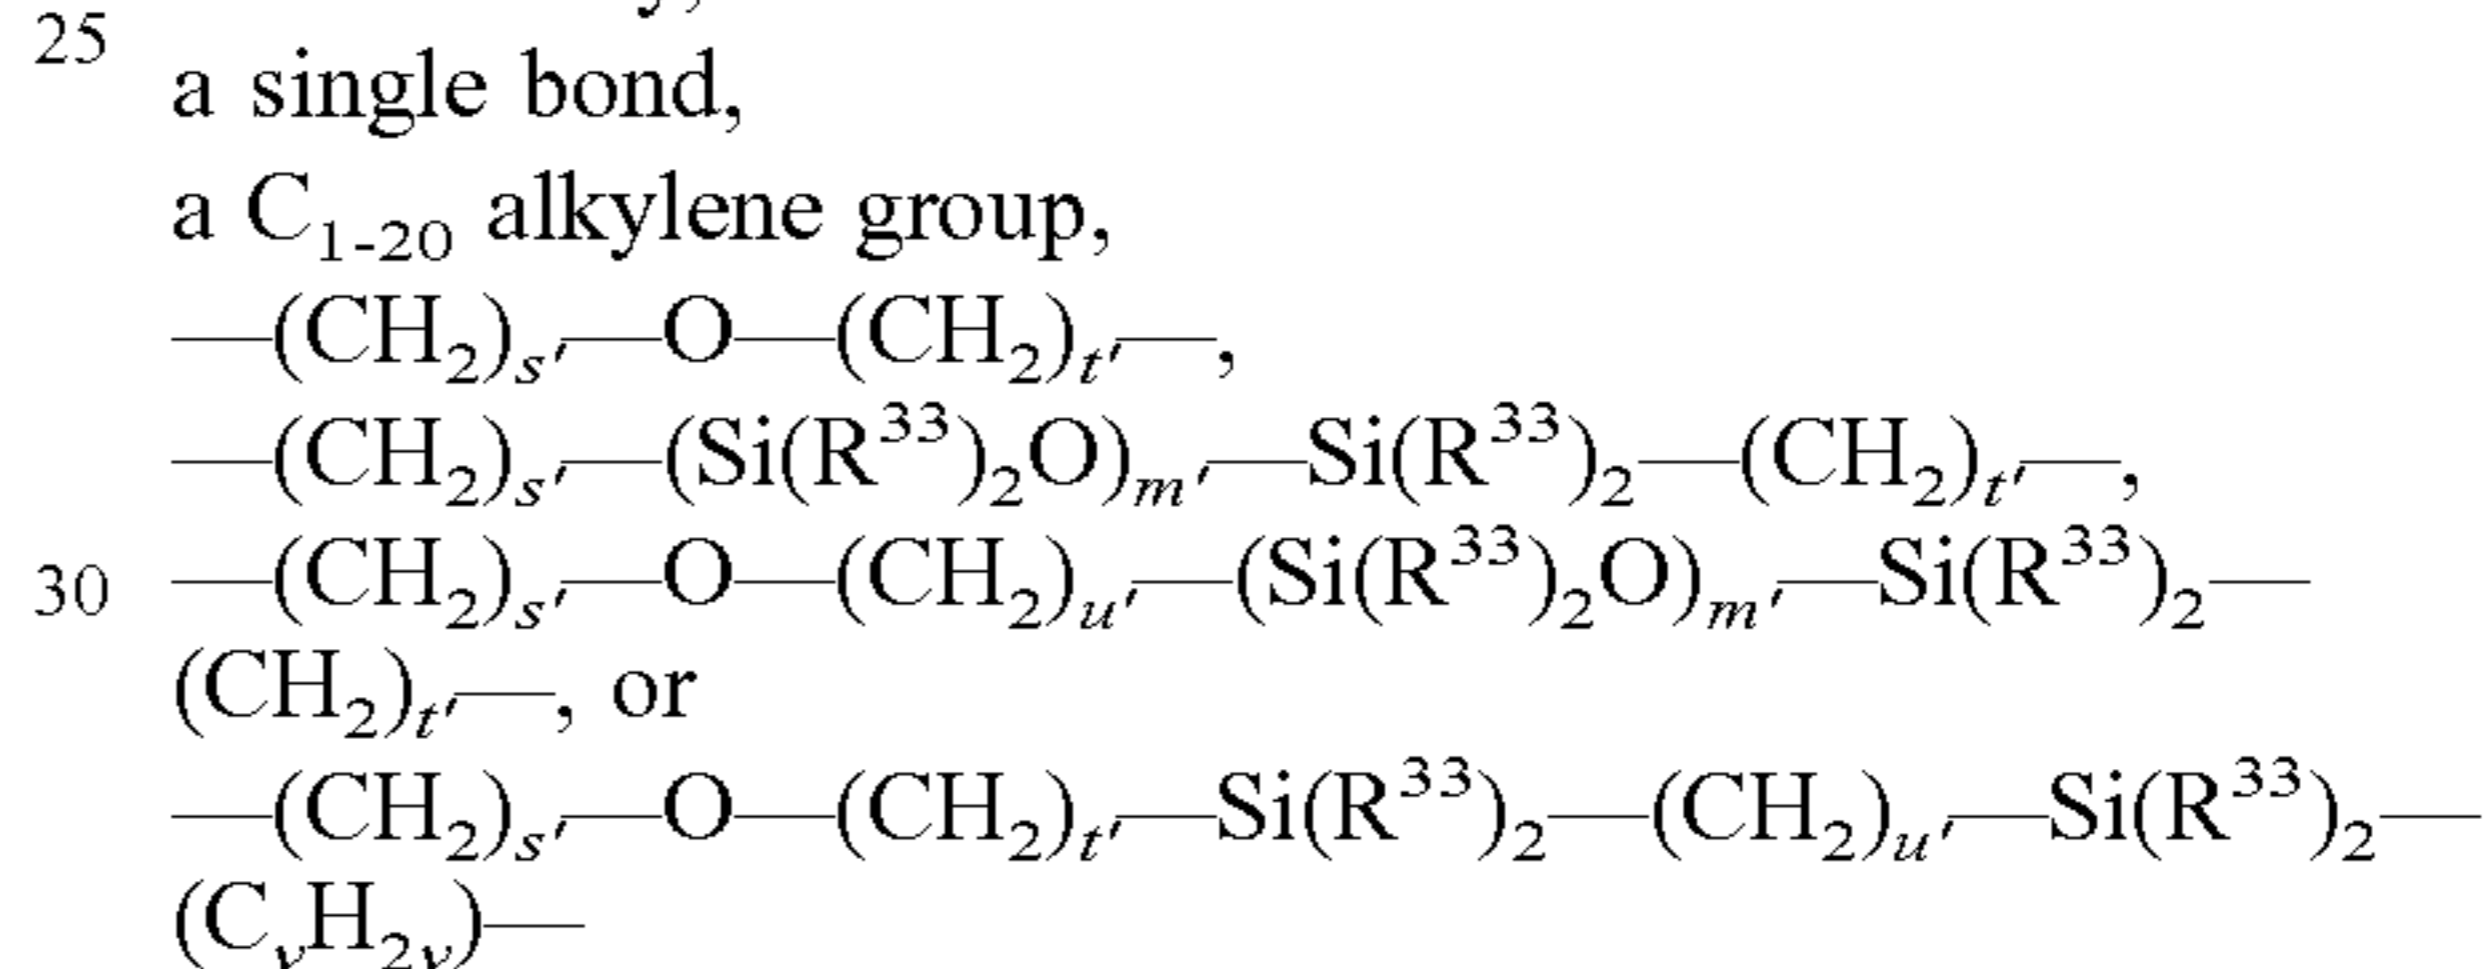 25
a single bond,
a C₁₋₂₀ alkylene group,
—(CH₂)ₛ′—O—(CH₂)ₜ′—,
—(CH₂)ₛ′—(Si(R³³)₂O)ₘ′—Si(R³³)₂—(CH₂)ₜ′—,
30 —(CH₂)ₛ′—O—(CH₂)ᵤ′—(Si(R³³)₂O)ₘ′—Si(R³³)₂—
(CH₂)ₜ′—, or
—(CH₂)ₛ′—O—(CH₂)ₜ′—Si(R³³)₂—(CH₂)ᵤ′—Si(R³³)₂—
(CᵥH₂ᵥ)—